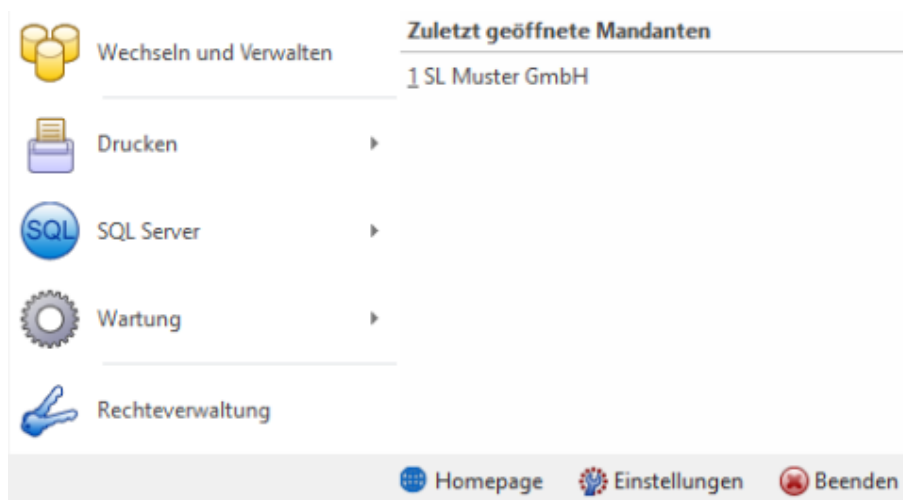 Wechseln und Verwalten
Drucken
SQL
SQL Server
Wartung
Rechteverwaltung
Zuletzt geöffnete Mandanten
1 SL Muster GmbH
Homepage
Einstellungen
Beenden